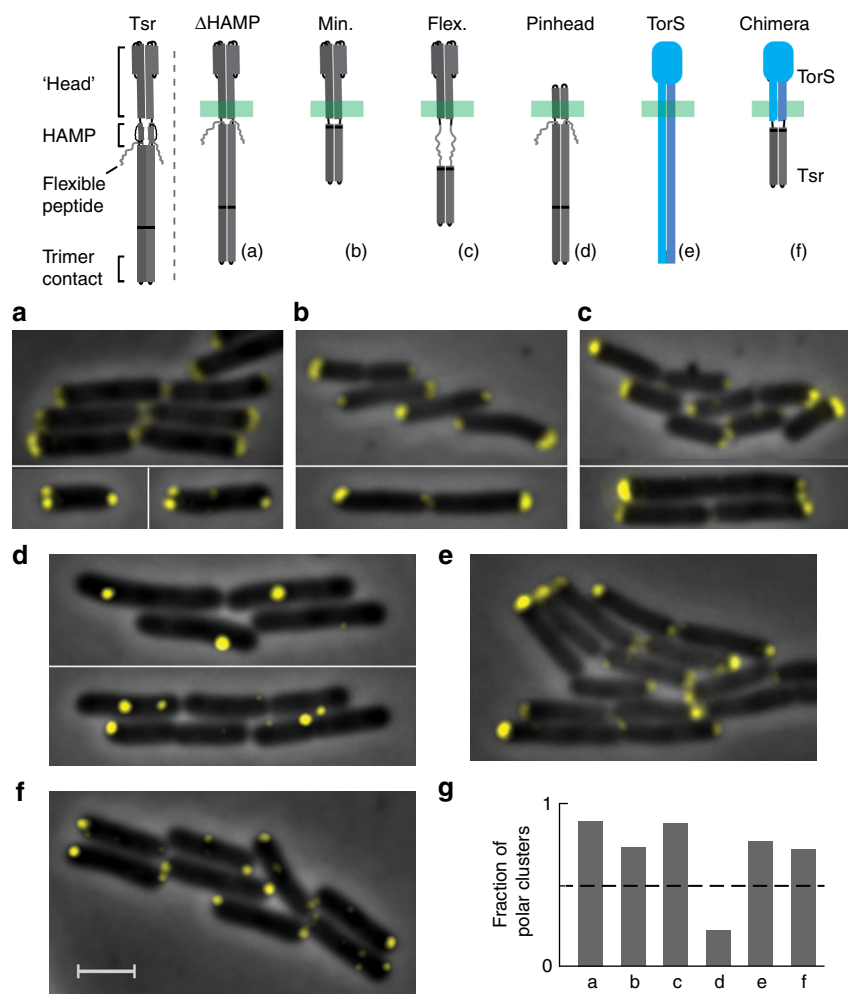 Tsr ΔHAMP Min. Flex. Pinhead TorS Chimera
'Head'
TorS
HAMP
Flexible
peptide
Tsr
Trimer
contact
(a) (b) (c) (d) (e) (f)
a b c
d e
f g
1
Fraction of
polar clusters
0
a b c d e f